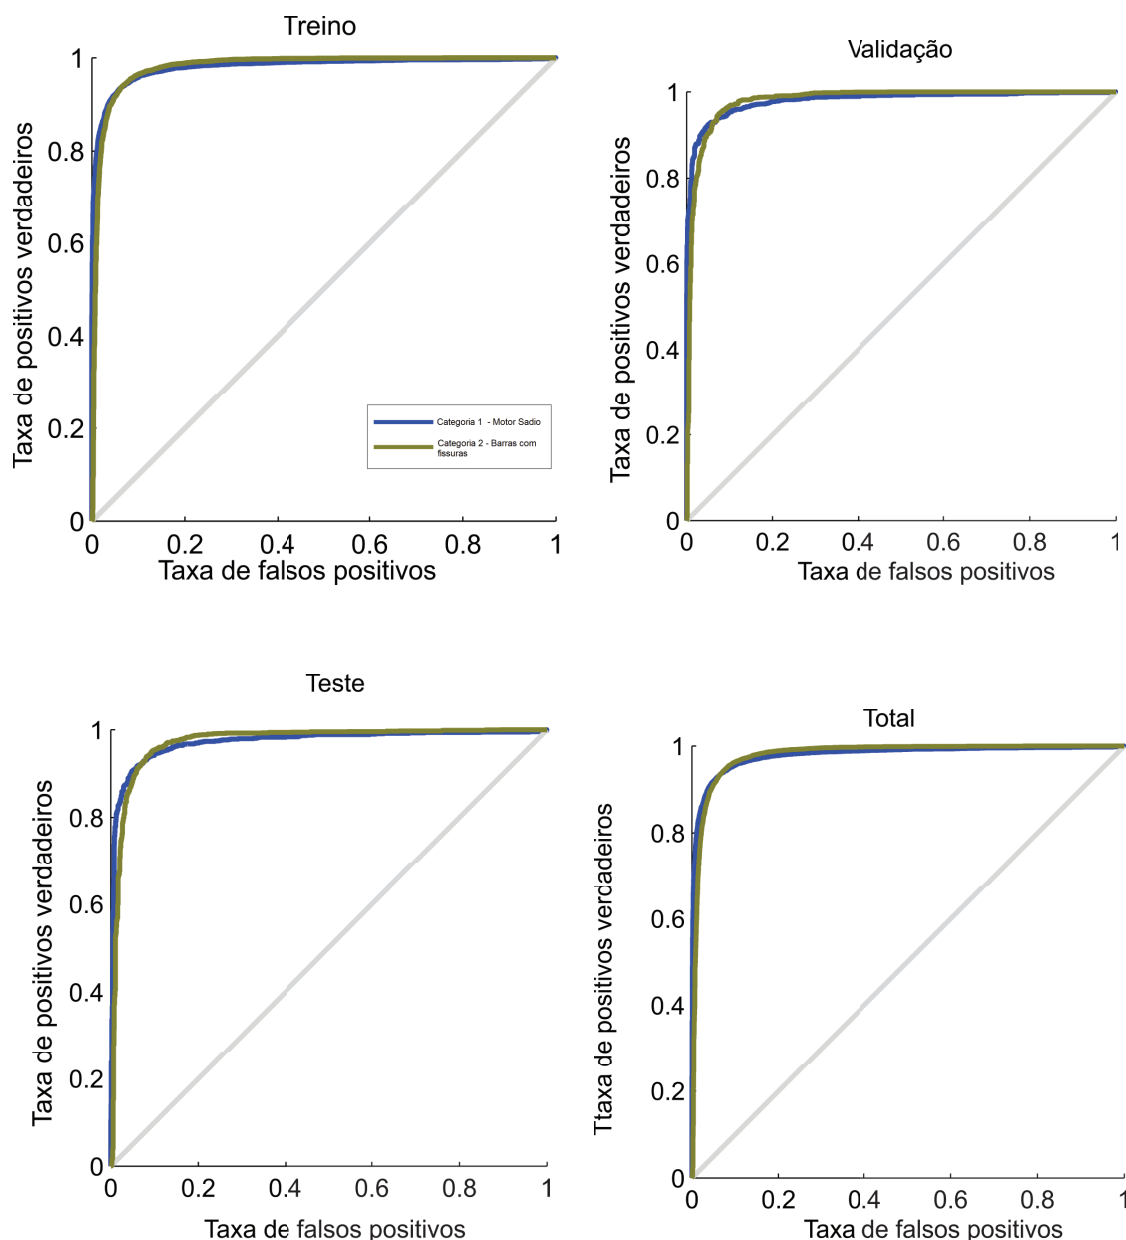 Treino
1
0.8
0.6
0.4
0.2
0
Taxa de positivos verdadeiros
Categoria 1 - Motor Sadio
Categoria 2 - Barras com
fissuras
0 0.2 0.4 0.6 0.8 1
Taxa de falsos positivos
Validação
1
0.8
0.6
0.4
0.2
0
Taxa de positivos verdadeiros
0 0.2 0.4 0.6 0.8 1
Taxa de falsos positivos
Teste
1
0.8
0.6
0.4
0.2
0
Taxa de positivos verdadeiros
0 0.2 0.4 0.6 0.8 1
Taxa de falsos positivos
Total
1
0.8
0.6
0.4
0.2
0
Ttaxa de positivos verdadeiros
0 0.2 0.4 0.6 0.8 1
Taxa de falsos positivos